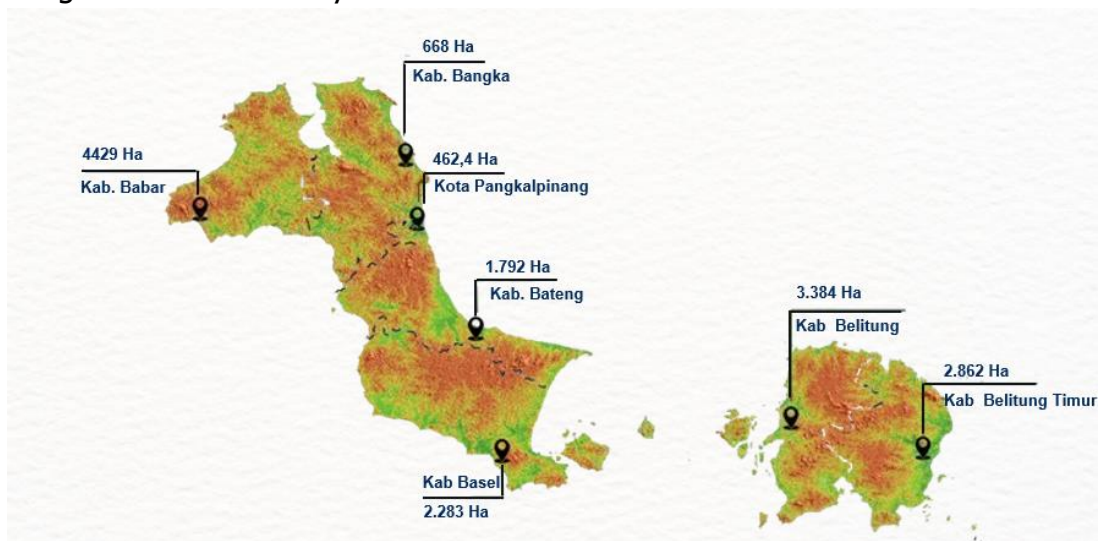 668 Ha
Kab. Bangka
4429 Ha
Kab. Babar
462,4 Ha
Kota Pangkalpinang
1.792 Ha
Kab. Bateng
3.384 Ha
Kab Belitung
2.862 Ha
Kab Belitung Timur
Kab Basel
2.283 Ha